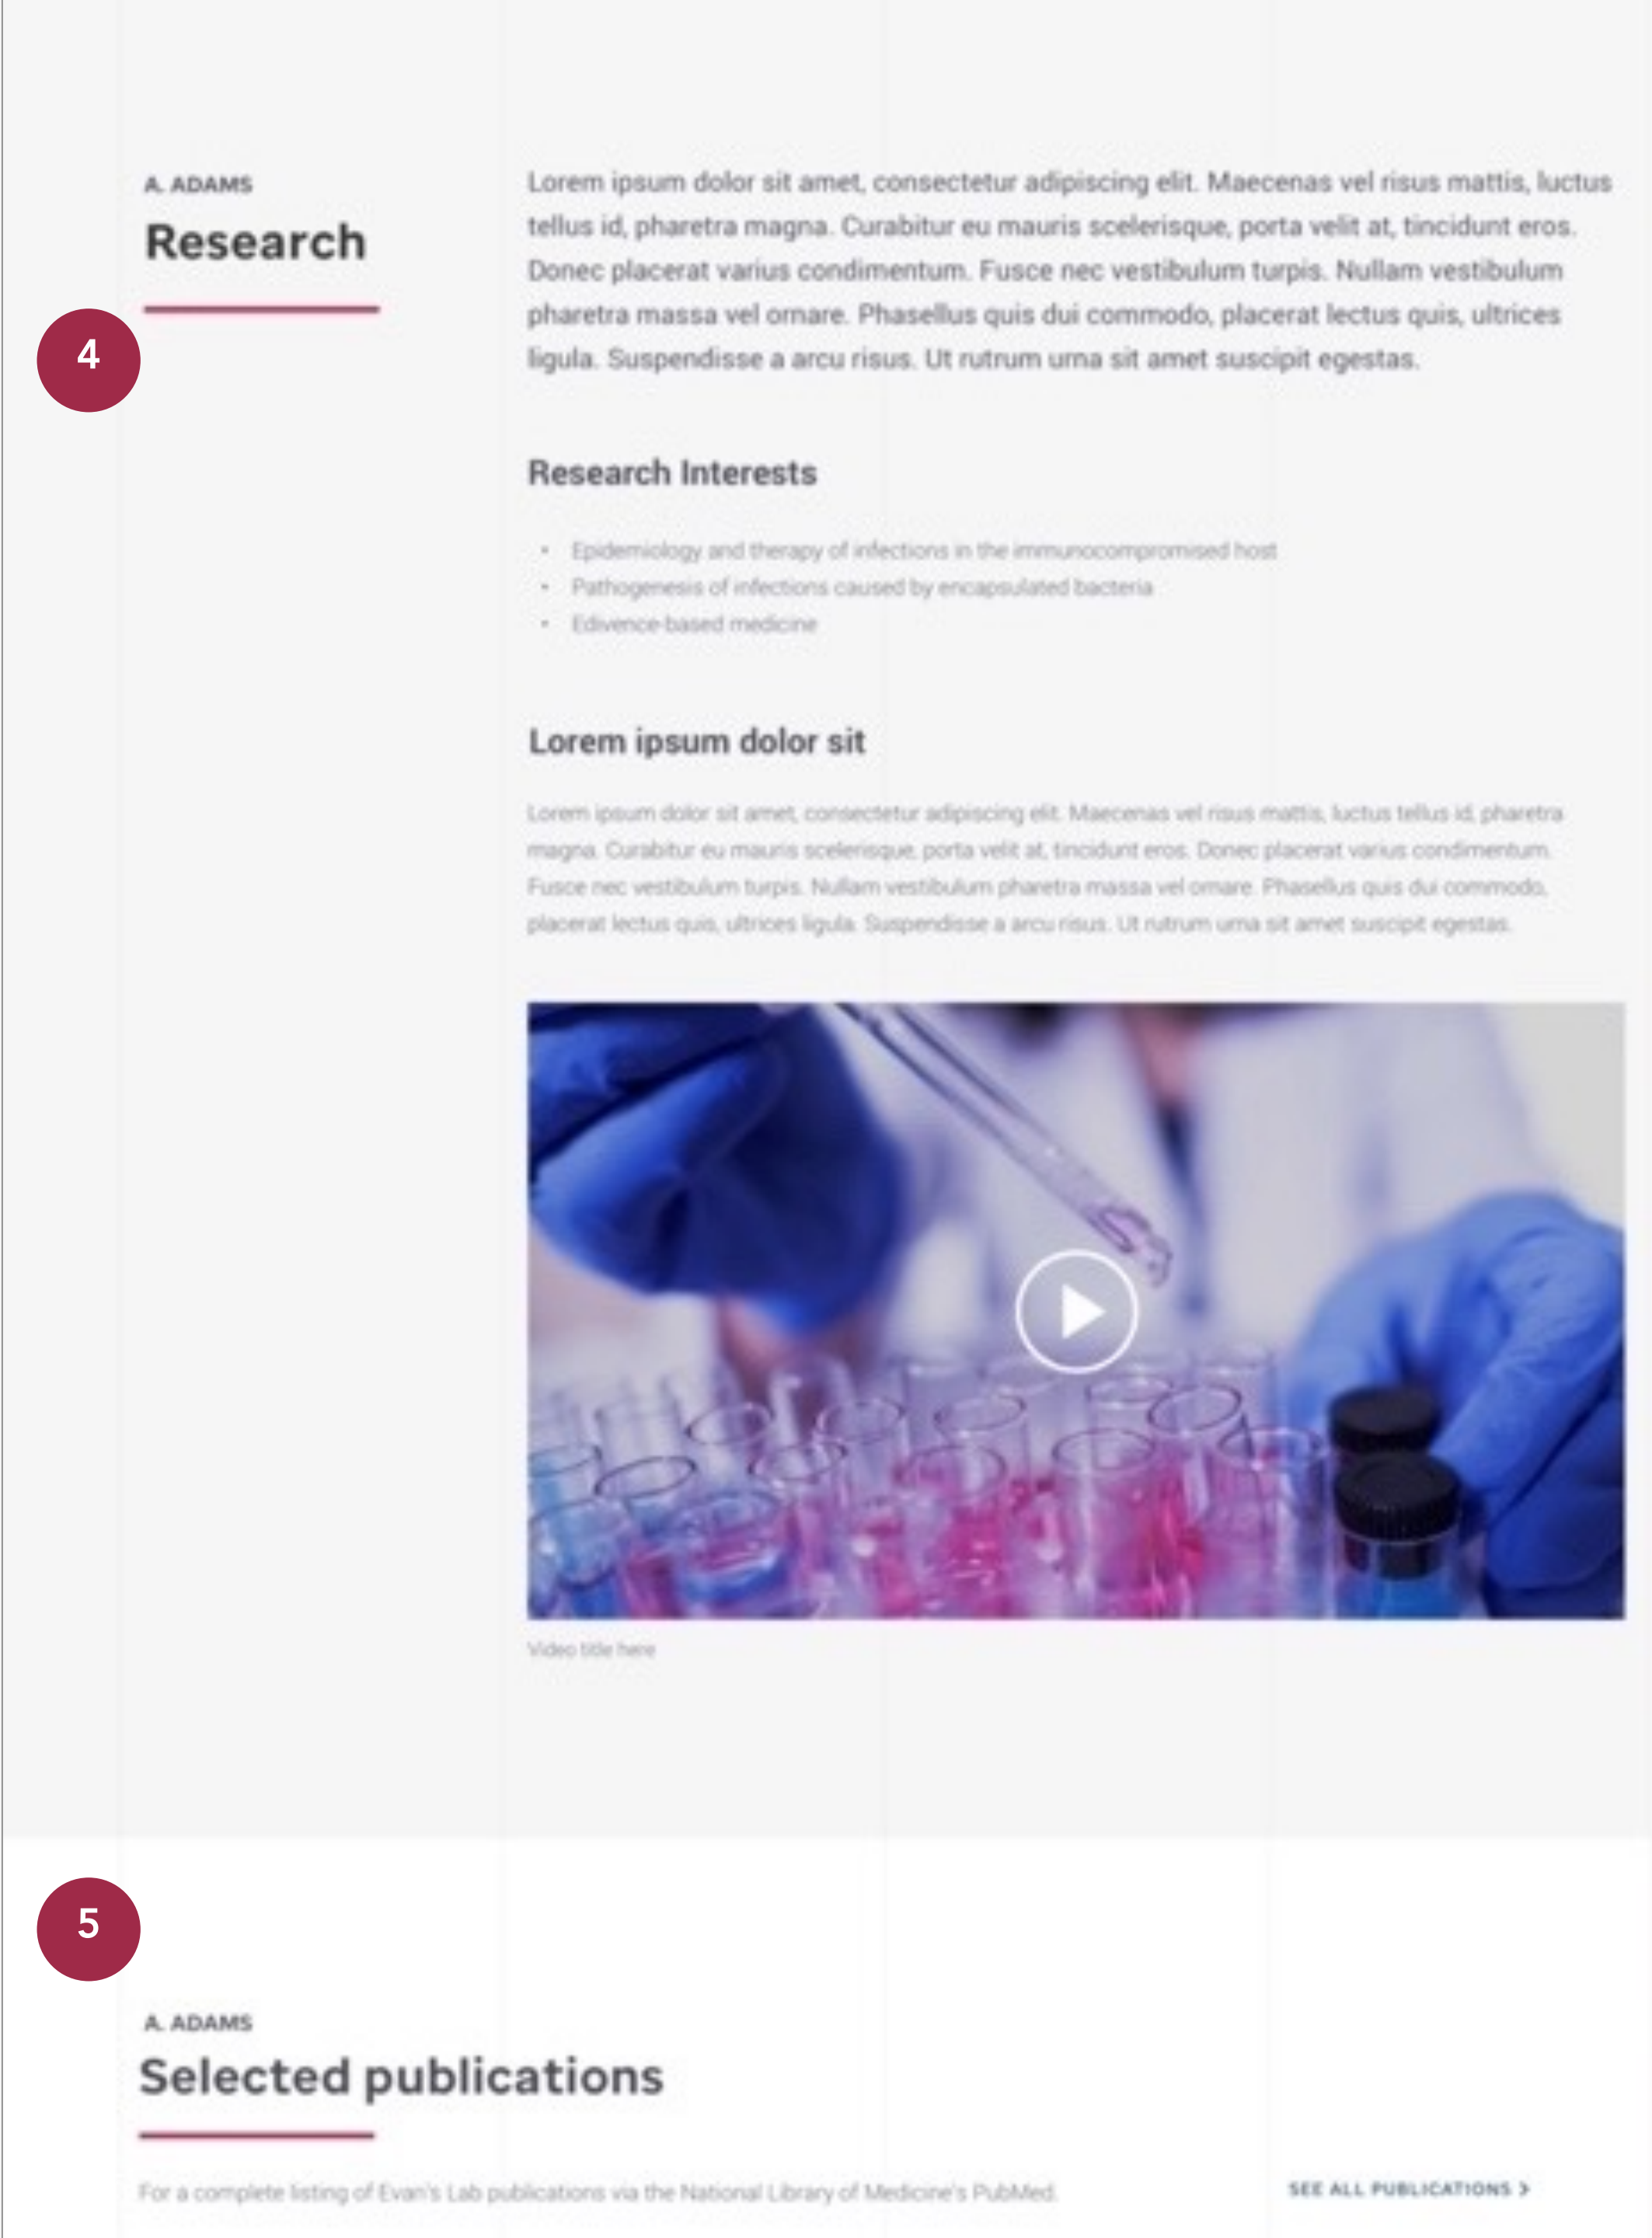 A. ADAMS
Research
4
Lorem ipsum dolor sit amet, consectetur adipiscing elit. Maecenas vel risus mattis, luctus
tellus id, pharetra magna. Curabitur eu mauris scelerisque, porta velit at, tincidunt eros.
Donec placerat varius condimentum. Fusce nec vestibulum turpis. Nullam vestibulum
pharetra massa vel ornare. Phasellus quis dui commodo, placerat lectus quis, ultrices
ligula. Suspendisse a arcu risus. Ut rutrum urna sit amet suscipit egestas.
Research Interests
• Epidemiology and therapy of infections in the immunocompromised host
• Pathogenesis of infections caused by encapsulated bacteria
• Edivence-based medicine
Lorem ipsum dolor sit
Lorem ipsum dolor sit amet, consectetur adipiscing elit. Maecenas vel risus mattis, luctus tellus id, pharetra
magna. Curabitur eu mauris scelerisque, porta velit at, tincidunt eros. Donec placerat varius condimentum.
Fusce nec vestibulum turpis. Nullam vestibulum pharetra massa vel ornare. Phasellus quis dui commodo,
placerat lectus quis, ultrices ligula. Suspendisse a arcu risus. Ut rutrum urna sit amet suscipit egestas.
Video title here
5
A. ADAMS
Selected publications
For a complete listing of Evan's Lab publications via the National Library of Medicine's PubMed.
SEE ALL PUBLICATIONS >